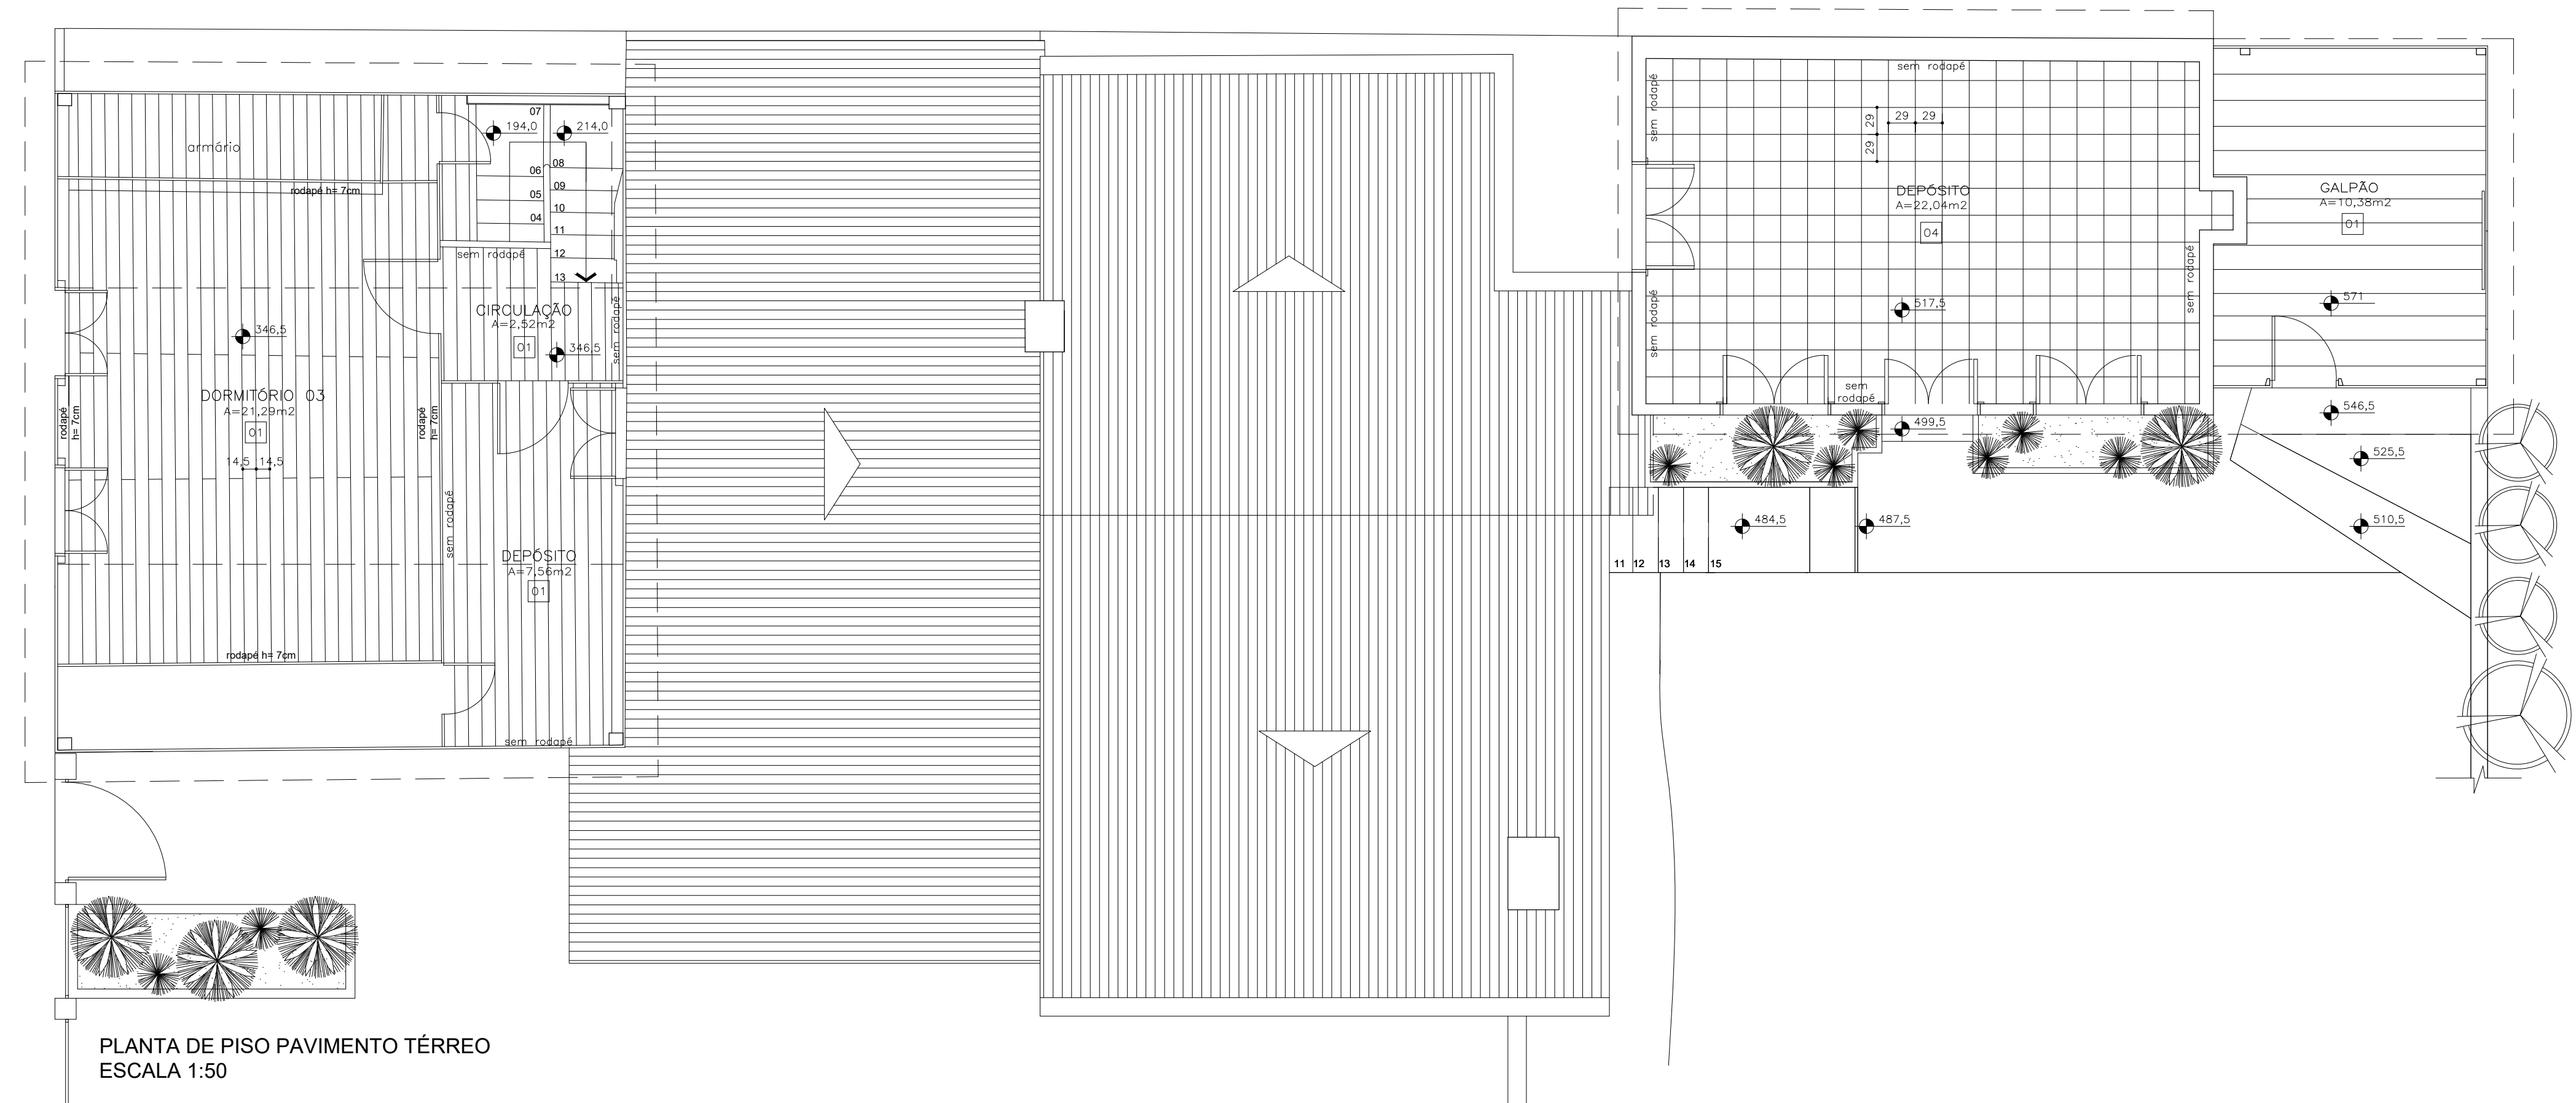 sem rodapé
sem rodapé
29
29
29
29
DEPÓSITO
A=22,04m2
04
517,5
sem rodapé
sem rodapé
sem
rodapé
GALPÃO
A=10,38m2
01
571
546,5
525,5
510,5
499,5
484,5
487,5
11
12
13
14
15
armário
rodapé h= 7cm
07
194,0
214,0
06
05
04
08
09
10
11
12
13
sem rodapé
CIRCULAÇÃO
A=2,52m2
01
346,5
sem rodapé
346,5
DORMITÓRIO 03
A=21,29m2
01
14,5
14,5
rodapé
h= 7cm
rodapé
h= 7cm
sem rodapé
DEPÓSITO
A=7,56m2
01
rodapé h= 7cm
sem rodapé
PLANTA DE PISO PAVIMENTO TÉRREO
ESCALA 1:50